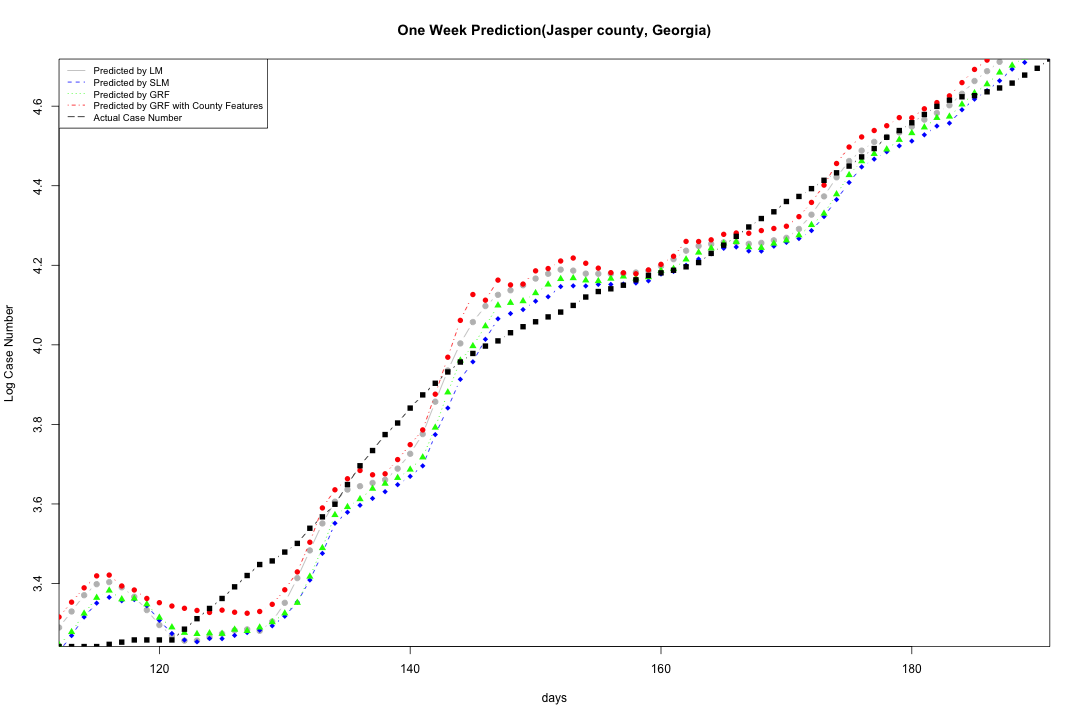 One Week Prediction(Jasper county, Georgia)
Predicted by LM
Predicted by SLM
Predicted by GRF
Predicted by GRF with County Features
Actual Case Number
Log Case Number
4.6
4.4
4.2
4.0
3.8
3.6
3.4
120 140 160 180
days